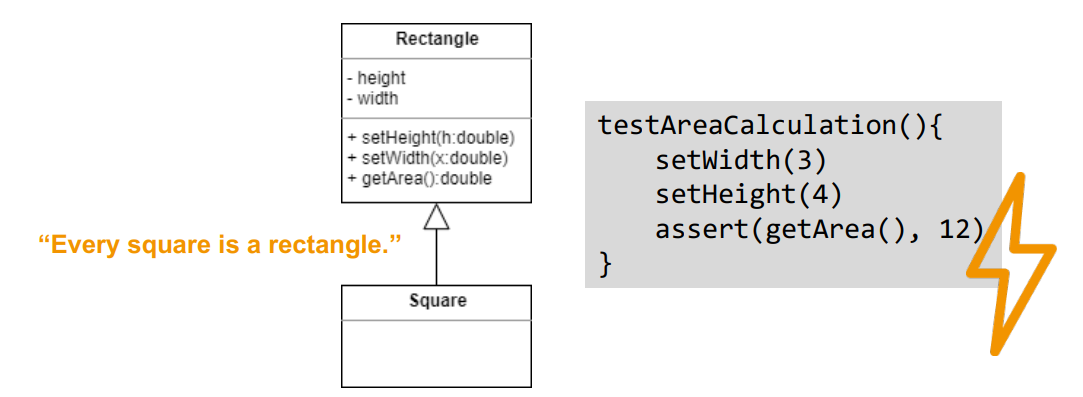 Rectangle
- height
- width
+ setHeight(h:double)
+ setWidth(x:double)
+ getArea():double
“Every square is a rectangle.”
Square
testAreaCalculation(){
    setWidth(3)
    setHeight(4)
    assert(getArea(), 12)
}